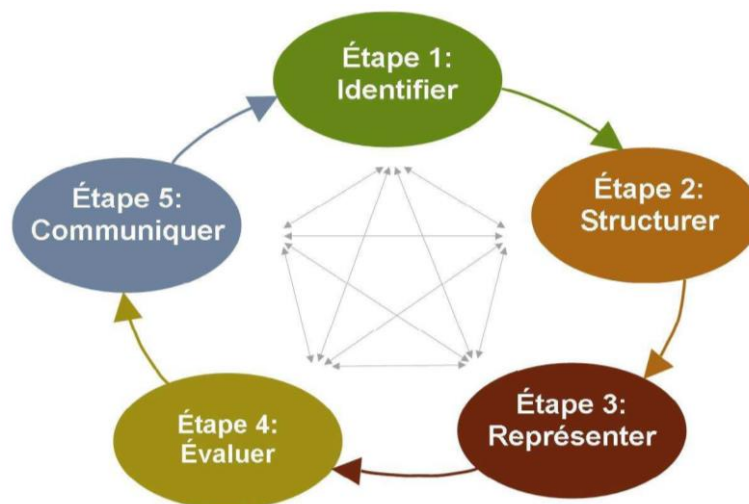 Étape 1:
Identifier
Étape 2:
Structurer
Étape 3:
Représenter
Étape 4:
Évaluer
Étape 5:
Communiquer